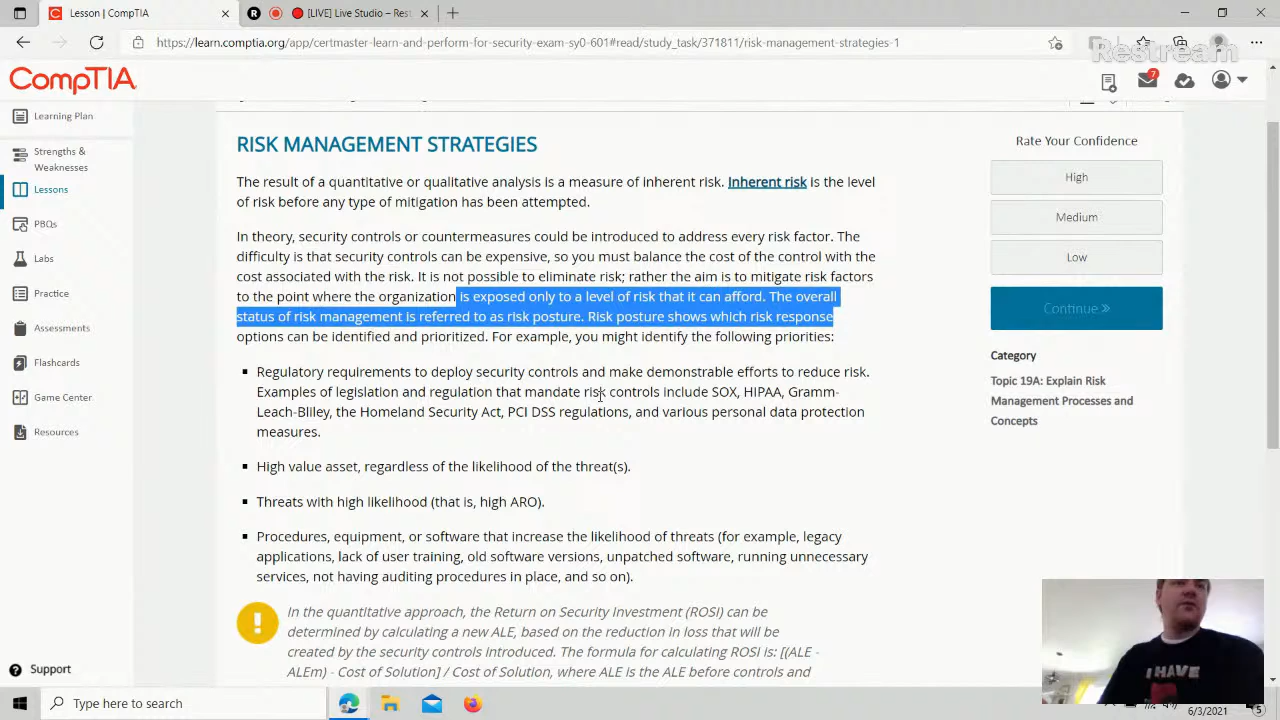 Lesson | CompTIA
[LIVE] Live Studio – Rest
https://learn.comptia.org/app/certmaster-learn-and-perform-for-security-exam-sy0-601#read/study_task/371811/risk-management-strategies-1
Restream
CompTIA.
7
Learning Plan
Strengths &
Weaknesses
Lessons
PBQs
Labs
Practice
Assessments
Flashcards
Game Center
Resources
Support
RISK MANAGEMENT STRATEGIES
The result of a quantitative or qualitative analysis is a measure of inherent risk. Inherent risk is the level
of risk before any type of mitigation has been attempted.
In theory, security controls or countermeasures could be introduced to address every risk factor. The
difficulty is that security controls can be expensive, so you must balance the cost of the control with the
cost associated with the risk. It is not possible to eliminate risk; rather the aim is to mitigate risk factors
to the point where the organization is exposed only to a level of risk that it can afford. The overall
status of risk management is referred to as risk posture. Risk posture shows which risk response
options can be identified and prioritized. For example, you might identify the following priorities:
Regulatory requirements to deploy security controls and make demonstrable efforts to reduce risk.
Examples of legislation and regulation that mandate risk controls include SOX, HIPAA, Gramm-
Leach-Bliley, the Homeland Security Act, PCI DSS regulations, and various personal data protection
measures.
High value asset, regardless of the likelihood of the threat(s).
Threats with high likelihood (that is, high ARO).
Procedures, equipment, or software that increase the likelihood of threats (for example, legacy
applications, lack of user training, old software versions, unpatched software, running unnecessary
services, not having auditing procedures in place, and so on).
In the quantitative approach, the Return on Security Investment (ROSI) can be
determined by calculating a new ALE, based on the reduction in loss that will be
created by the security controls introduced. The formula for calculating ROSI is: [(ALE -
ALEm) - Cost of Solution] / Cost of Solution, where ALE is the ALE before controls and
Rate Your Confidence
High
Medium
Low
Continue »
Category
Topic 19A: Explain Risk
Management Processes and
Concepts
I HAVE
Type here to search
6/3/2021
5